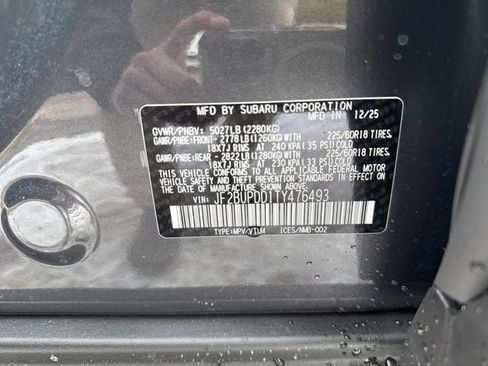 MFD BY SUBARU CORPORATION
MFD IN 12/25
GVWR/PNBV: 5027LB(2280KG)
GAWR/PNBE:FRONT- 2778LB(1260KG)WITH 225/60R18 TIRES,
18X7J RIMS AT 240 KPA( 35 PSI)COLD
GAWR/PNBE:REAR - 2822LB(1280KG)WITH 225/60R18 TIRES,
18X7J RIMS AT 230 KPA( 33 PSI)COLD
THIS VEHICLE CONFORMS TO ALL APPLICABLE FEDERAL MOTOR
VEHICLE SAFETY, BUMPER, AND THEFT PREVENTION STANDARDS
IN EFFECT ON THE DATE OF MANUFACTURE SHOWN ABOVE.
VIN: JF2BUPDD1TY476493
TYPE:MPV/VTUM ICES/NMB-002